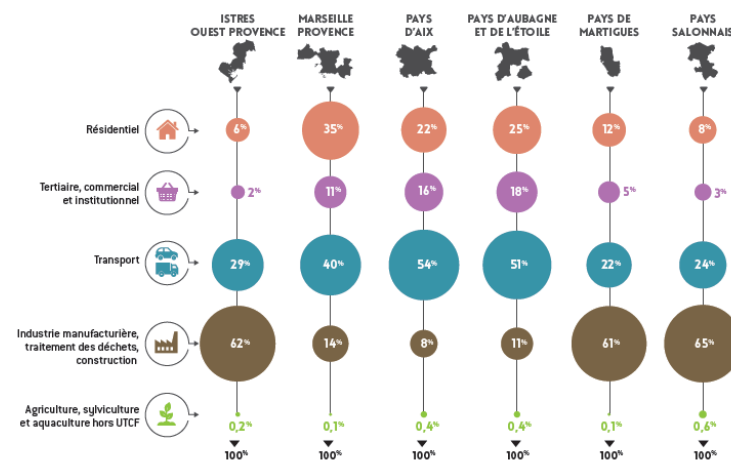 ISTRES
OUEST PROVENCE
MARSEILLE
PROVENCE
PAYS
D'AIX
PAYS D'AUBAGNE
ET DE L'ÉTOILE
PAYS DE
MARTIGUES
PAYS
SALONNAIS
Résidentiel
6% 35% 22% 25% 12% 8%
Tertiaire, commercial
et institutionnel
2% 11% 16% 18% 5% 3%
Transport
29% 40% 54% 51% 22% 24%
Industrie manufacturière,
traitement des déchets,
construction
62% 14% 8% 11% 61% 65%
Agriculture, sylviculture
et aquaculture hors UTCF
0,2% 0,1% 0,4% 0,4% 0,1% 0,6%
100% 100% 100% 100% 100% 100%